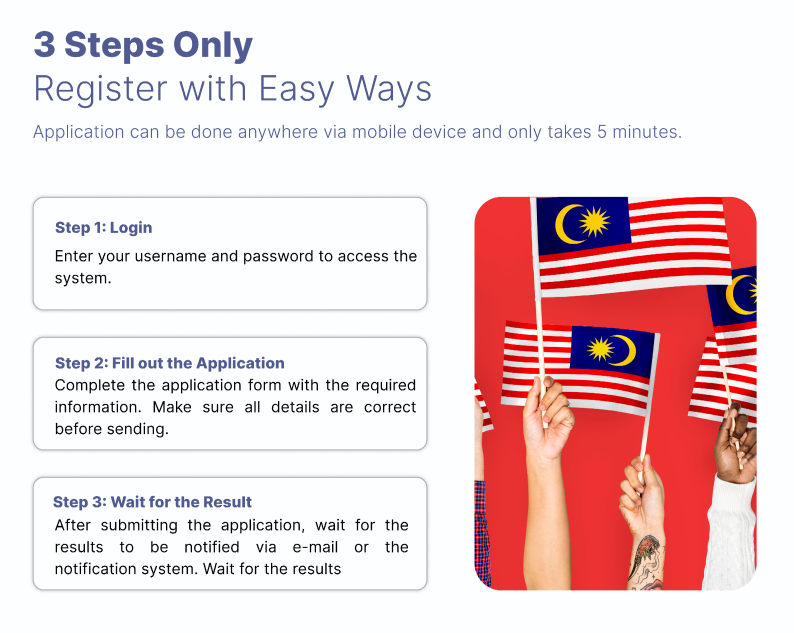 3 Steps Only
Register with Easy Ways
Application can be done anywhere via mobile device and only takes 5 minutes.
Step 1: Login
Enter your username and password to access the
system.
Step 2: Fill out the Application
Complete the application form with the required
information. Make sure all details are correct
before sending.
Step 3: Wait for the Result
After submitting the application, wait for the
results to be notified via e-mail or the
notification system. Wait for the results